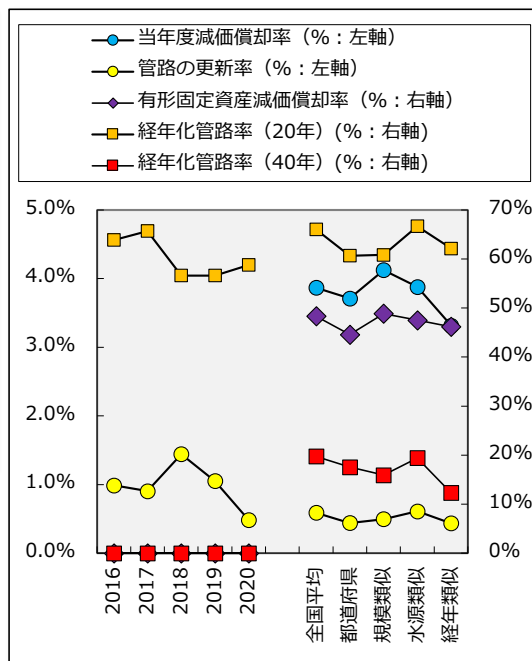 当年度減価償却率（%：左軸）
管路の更新率（%：左軸）
有形固定資産減価償却率（%：右軸）
経年化管路率（20年）(%：右軸)
経年化管路率（40年）(%：右軸)
5.0%
4.0%
3.0%
2.0%
1.0%
0.0%
70%
60%
50%
40%
30%
20%
10%
0%
2016
2017
2018
2019
2020
全国平均
都道府県
規模類似
水源類似
経年類似